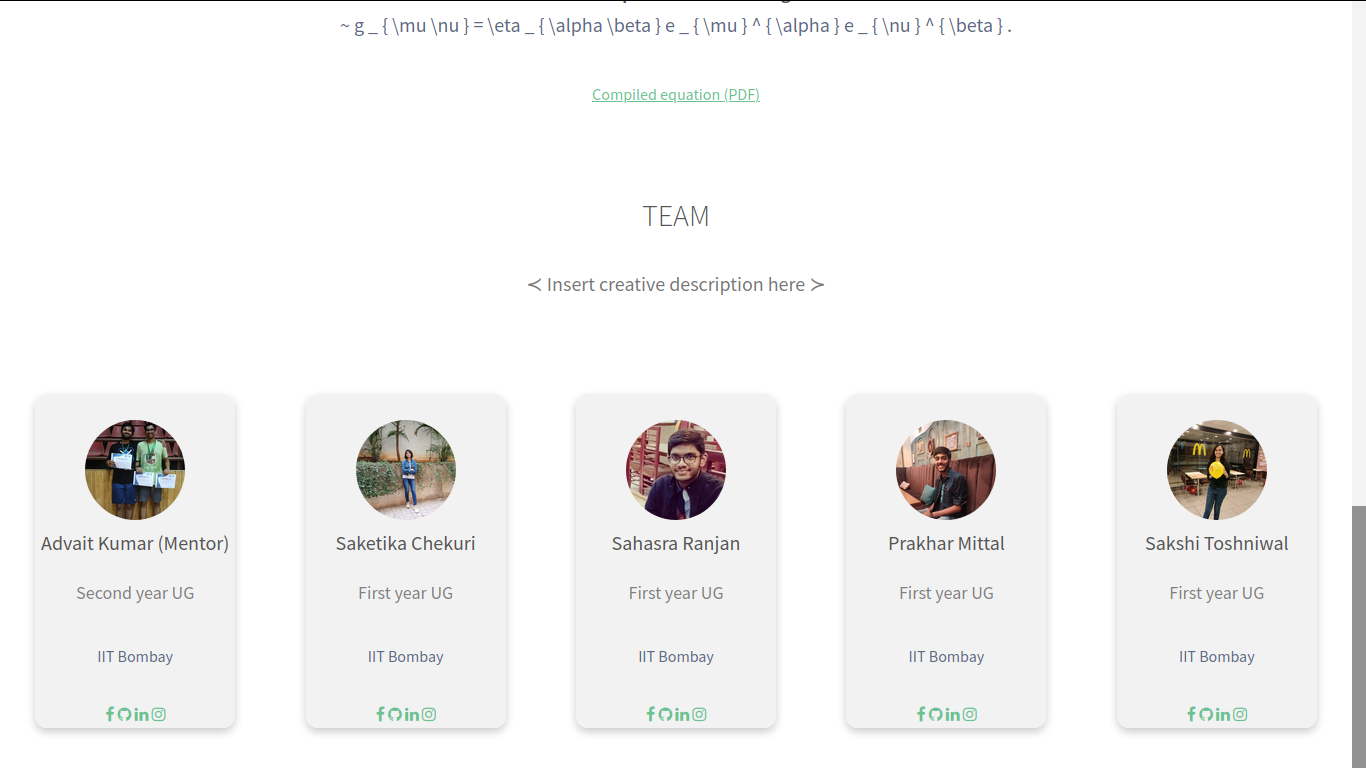 ~ g _ { \mu \nu } = \eta _ { \alpha \beta } e _ { \mu } ^ { \alpha } e _ { \nu } ^ { \beta } .
Compiled equation (PDF)
TEAM
≺ Insert creative description here ≻
Advait Kumar (Mentor)
Second year UG
IIT Bombay
Saketika Chekuri
First year UG
IIT Bombay
Sahasra Ranjan
First year UG
IIT Bombay
Prakhar Mittal
First year UG
IIT Bombay
Sakshi Toshniwal
First year UG
IIT Bombay